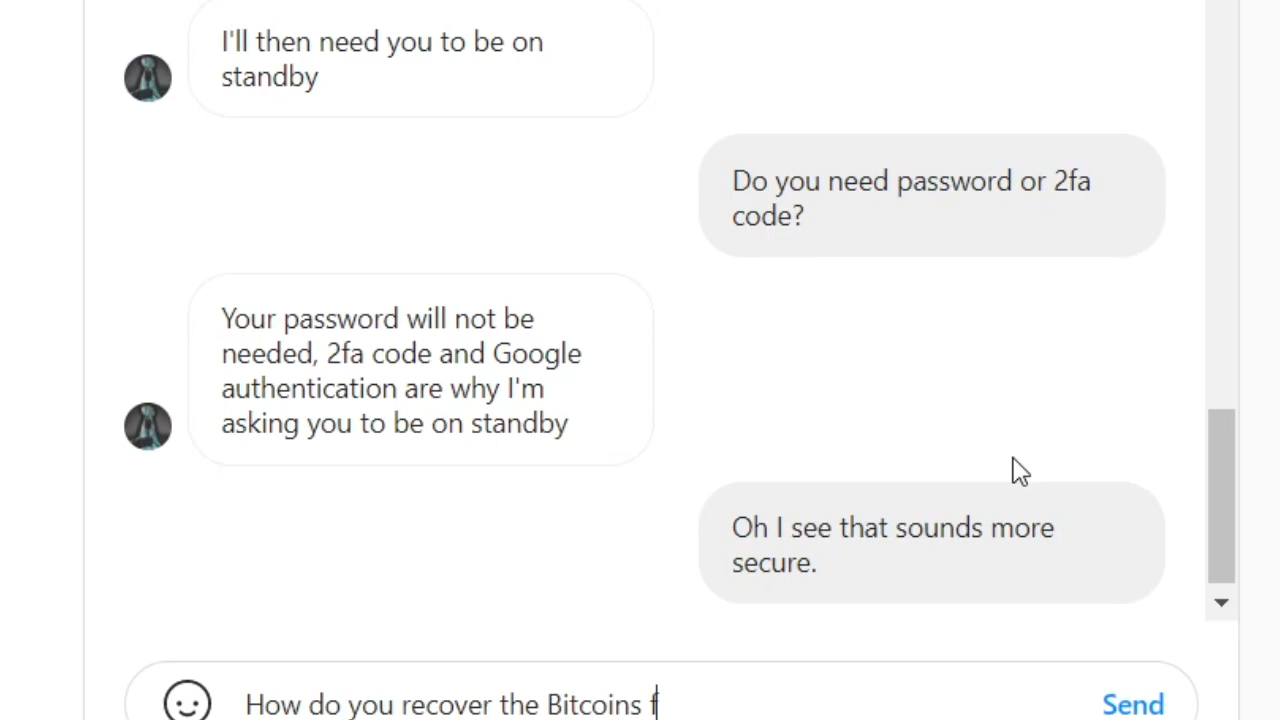 I'll then need you to be on
standby
Do you need password or 2fa
code?
Your password will not be
needed, 2fa code and Google
authentication are why I'm
asking you to be on standby
Oh I see that sounds more
secure.
How do you recover the Bitcoins f
Send